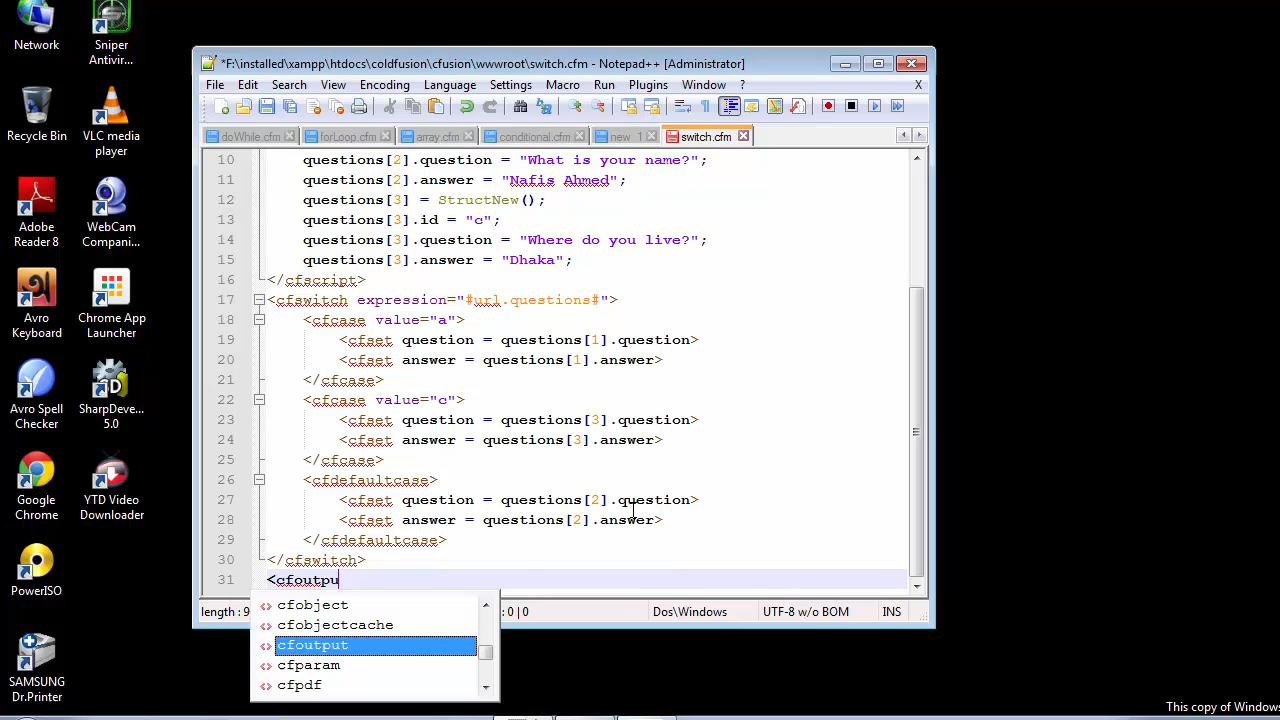 Network
Sniper
Antivir...
Recycle Bin
VLC media
player
Adobe
Reader 8
WebCam
Compani...
Avro
Keyboard
Chrome App
Launcher
Avro Spell
Checker
SharpDeve...
5.0
Google
Chrome
YTD Video
Downloader
PowerISO
SAMSUNG
Dr.Printer
*F:\installed\xampp\htdocs\coldfusion\cfusion\wwwroot\switch.cfm - Notepad++ [Administrator]
File Edit Search View Encoding Language Settings Macro Run Plugins Window ? X
doWhile.cfm forLoop.cfm array.cfm conditional.cfm new 1 switch.cfm
10 questions[2].question = "What is your name?";
11 questions[2].answer = "Nafis Ahmed";
12 questions[3] = StructNew();
13 questions[3].id = "c";
14 questions[3].question = "Where do you live?";
15 questions[3].answer = "Dhaka";
16 </cfscript>
17 <cfswitch expression="#url.questions#">
18 <cfcase value="a">
19 <cfset question = questions[1].question>
20 <cfset answer = questions[1].answer>
21 </cfcase>
22 <cfcase value="c">
23 <cfset question = questions[3].question>
24 <cfset answer = questions[3].answer>
25 </cfcase>
26 <cfdefaultcase>
27 <cfset question = questions[2].question>
28 <cfset answer = questions[2].answer>
29 </cfdefaultcase>
30 </cfswitch>
31 <cfoutpu
cfobject
cfobjectcache
cfoutput
cfparam
cfpdf
length : 9 : 0 | 0 Dos\Windows UTF-8 w/o BOM INS
This copy of Windows